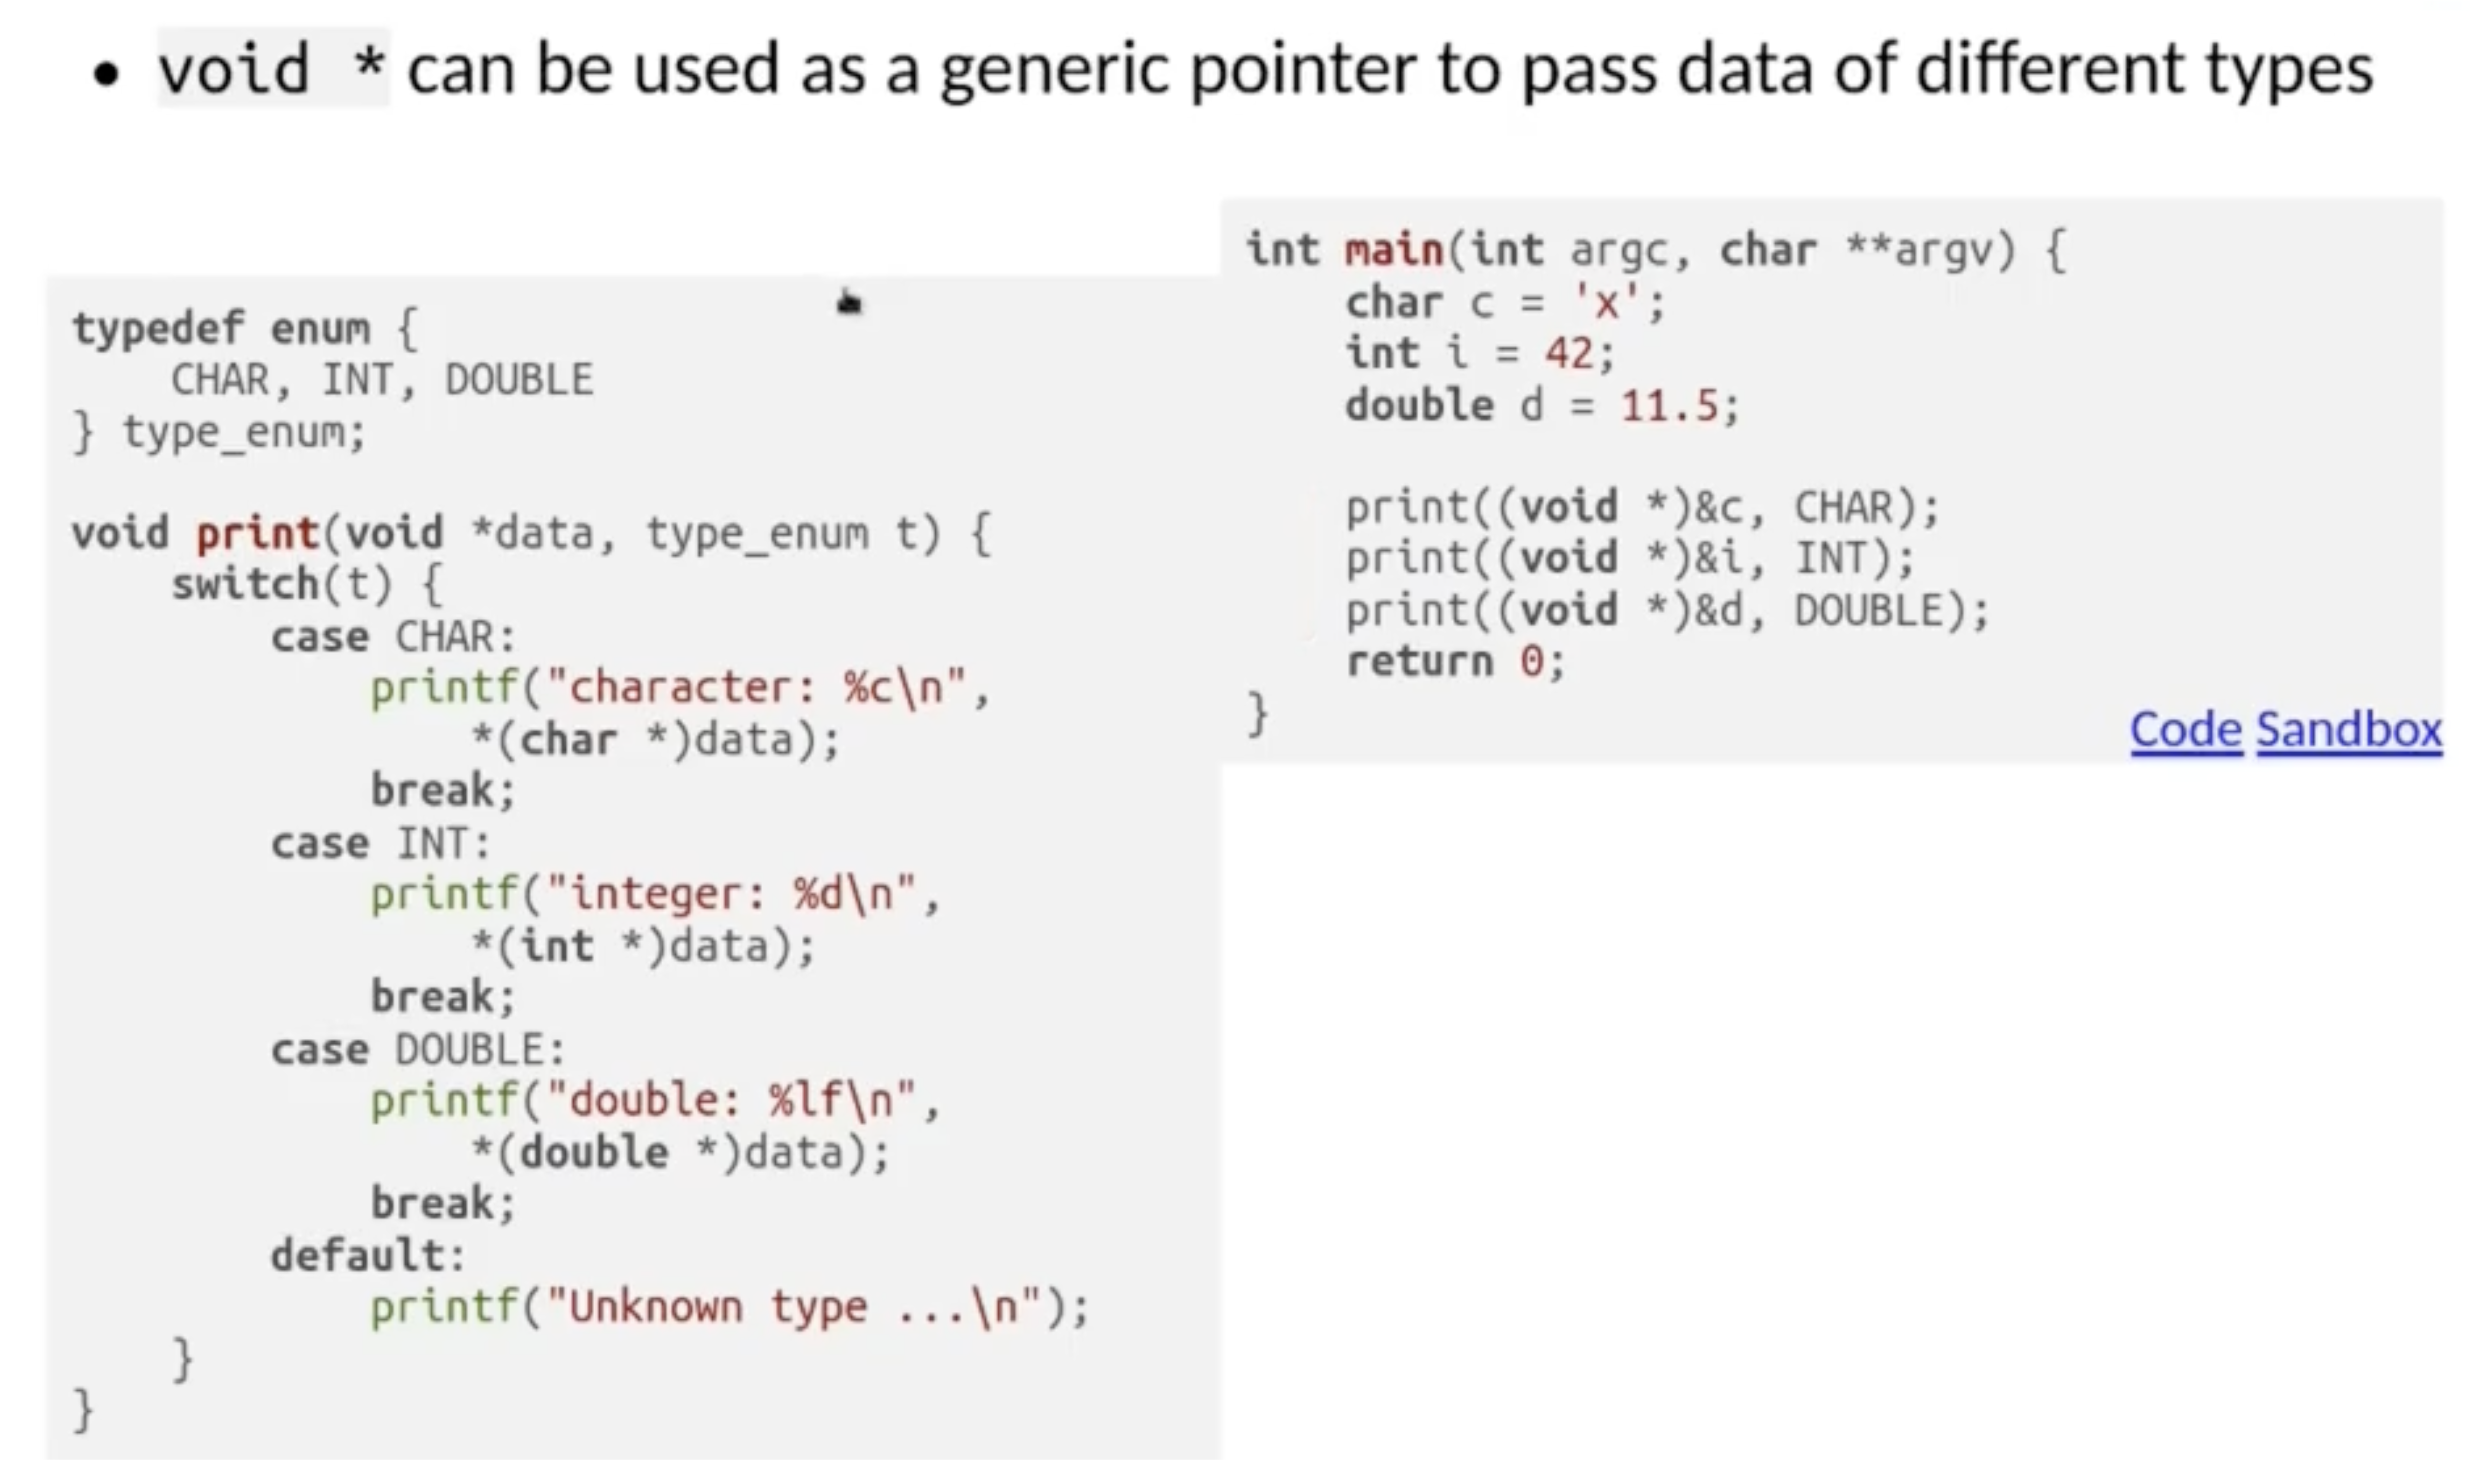 • void * can be used as a generic pointer to pass data of different types
typedef enum {
    CHAR, INT, DOUBLE
} type_enum;

void print(void *data, type_enum t) {
    switch(t) {
        case CHAR:
            printf("character: %c\n",
                *(char *)data);
            break;
        case INT:
            printf("integer: %d\n",
                *(int *)data);
            break;
        case DOUBLE:
            printf("double: %lf\n",
                *(double *)data);
            break;
        default:
            printf("Unknown type ...\n");
    }
}
int main(int argc, char **argv) {
    char c = 'x';
    int i = 42;
    double d = 11.5;

    print((void *)&c, CHAR);
    print((void *)&i, INT);
    print((void *)&d, DOUBLE);
    return 0;
}
Code Sandbox